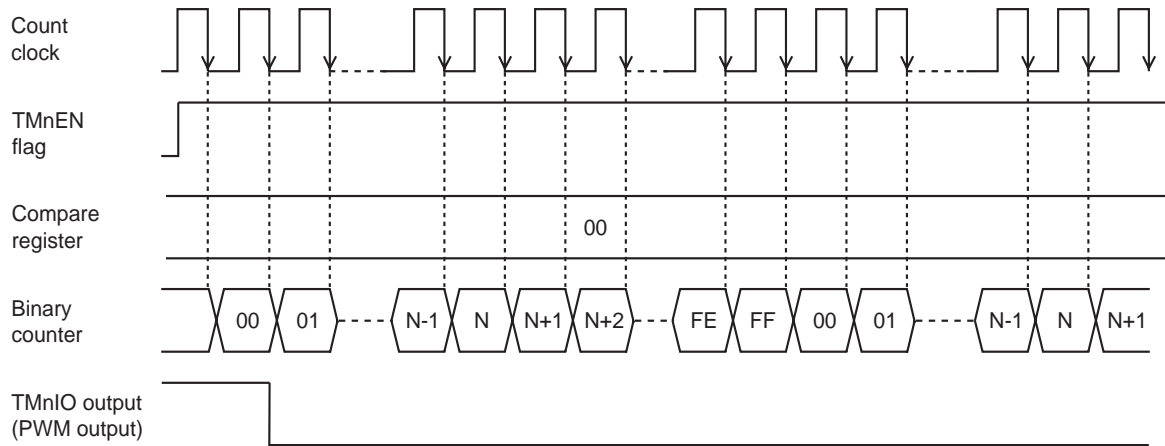 Count
clock
TMnEN
flag
Compare
register
00
Binary
counter
00 01 N-1 N N+1 N+2 FE FF 00 01 N-1 N N+1
TMnIO output
(PWM output)